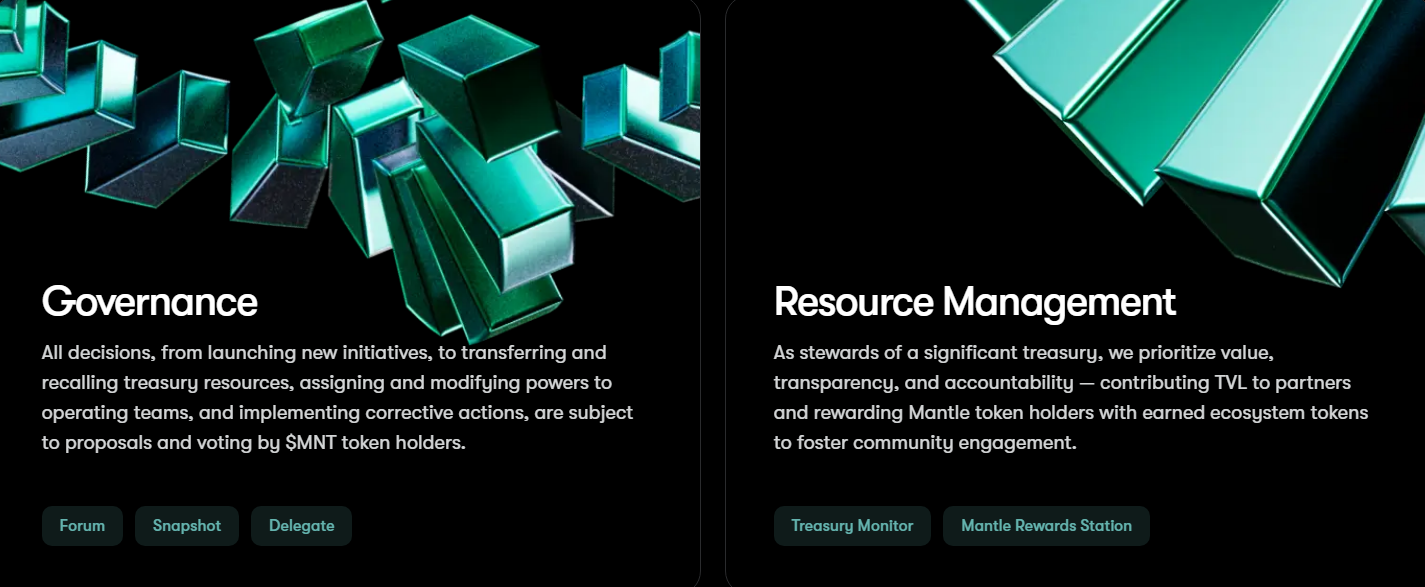 Governance
All decisions, from launching new initiatives, to transferring and
recalling treasury resources, assigning and modifying powers to
operating teams, and implementing corrective actions, are subject
to proposals and voting by $MNT token holders.
Forum
Snapshot
Delegate
Resource Management
As stewards of a significant treasury, we prioritize value,
transparency, and accountability — contributing TVL to partners
and rewarding Mantle token holders with earned ecosystem tokens
to foster community engagement.
Treasury Monitor
Mantle Rewards Station